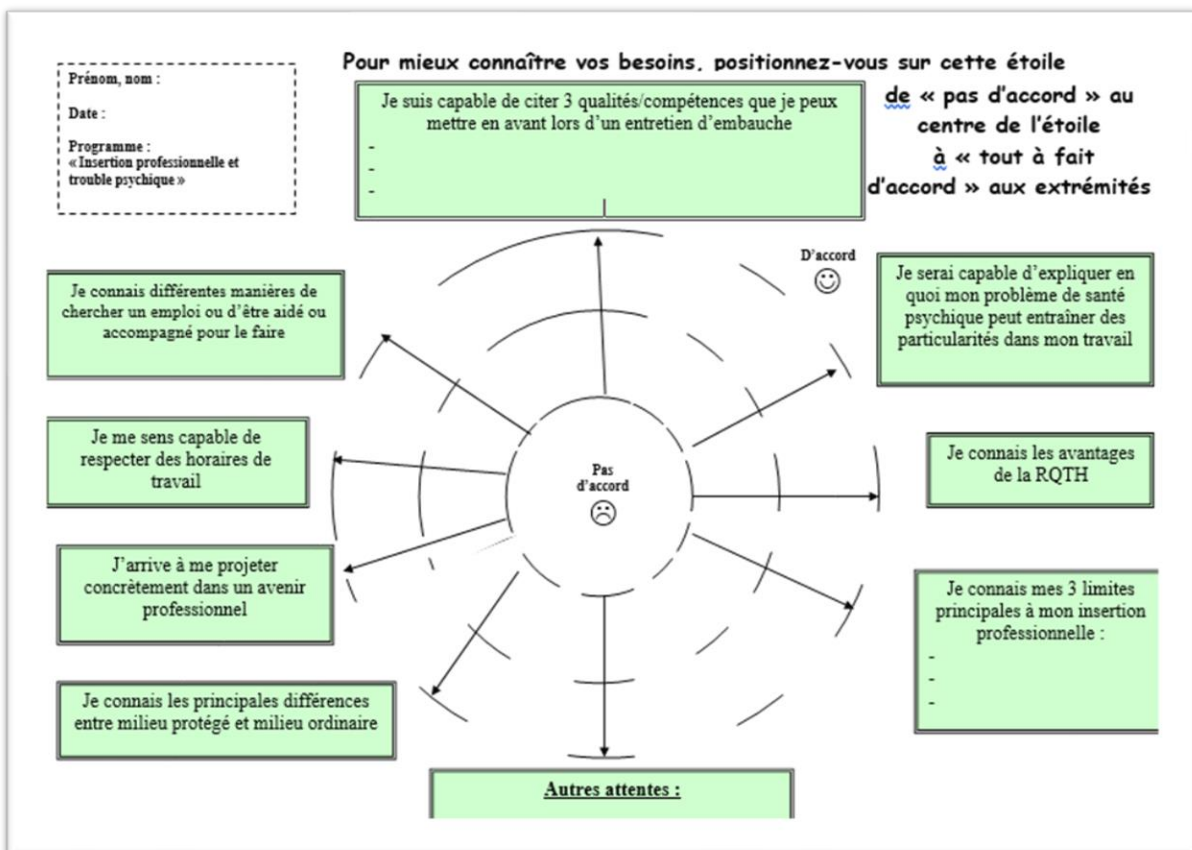 Prénom, nom :
Date :
Programme :
« Insertion professionnelle et
trouble psychique »
Pour mieux connaître vos besoins, positionnez-vous sur cette étoile
de « pas d'accord » au
centre de l'étoile
à « tout à fait
d'accord » aux extrémités
Je suis capable de citer 3 qualités/compétences que je peux
mettre en avant lors d'un entretien d'embauche
-
-
-
D'accord
Je connais différentes manières de
chercher un emploi ou d'être aidé ou
accompagné pour le faire
Je serai capable d'expliquer en
quoi mon problème de santé
psychique peut entraîner des
particularités dans mon travail
Je me sens capable de
respecter des horaires de
travail
Pas
d'accord
Je connais les avantages
de la RQTH
J'arrive à me projeter
concrètement dans un avenir
professionnel
Je connais mes 3 limites
principales à mon insertion
professionnelle :
-
-
-
Je connais les principales différences
entre milieu protégé et milieu ordinaire
Autres attentes :